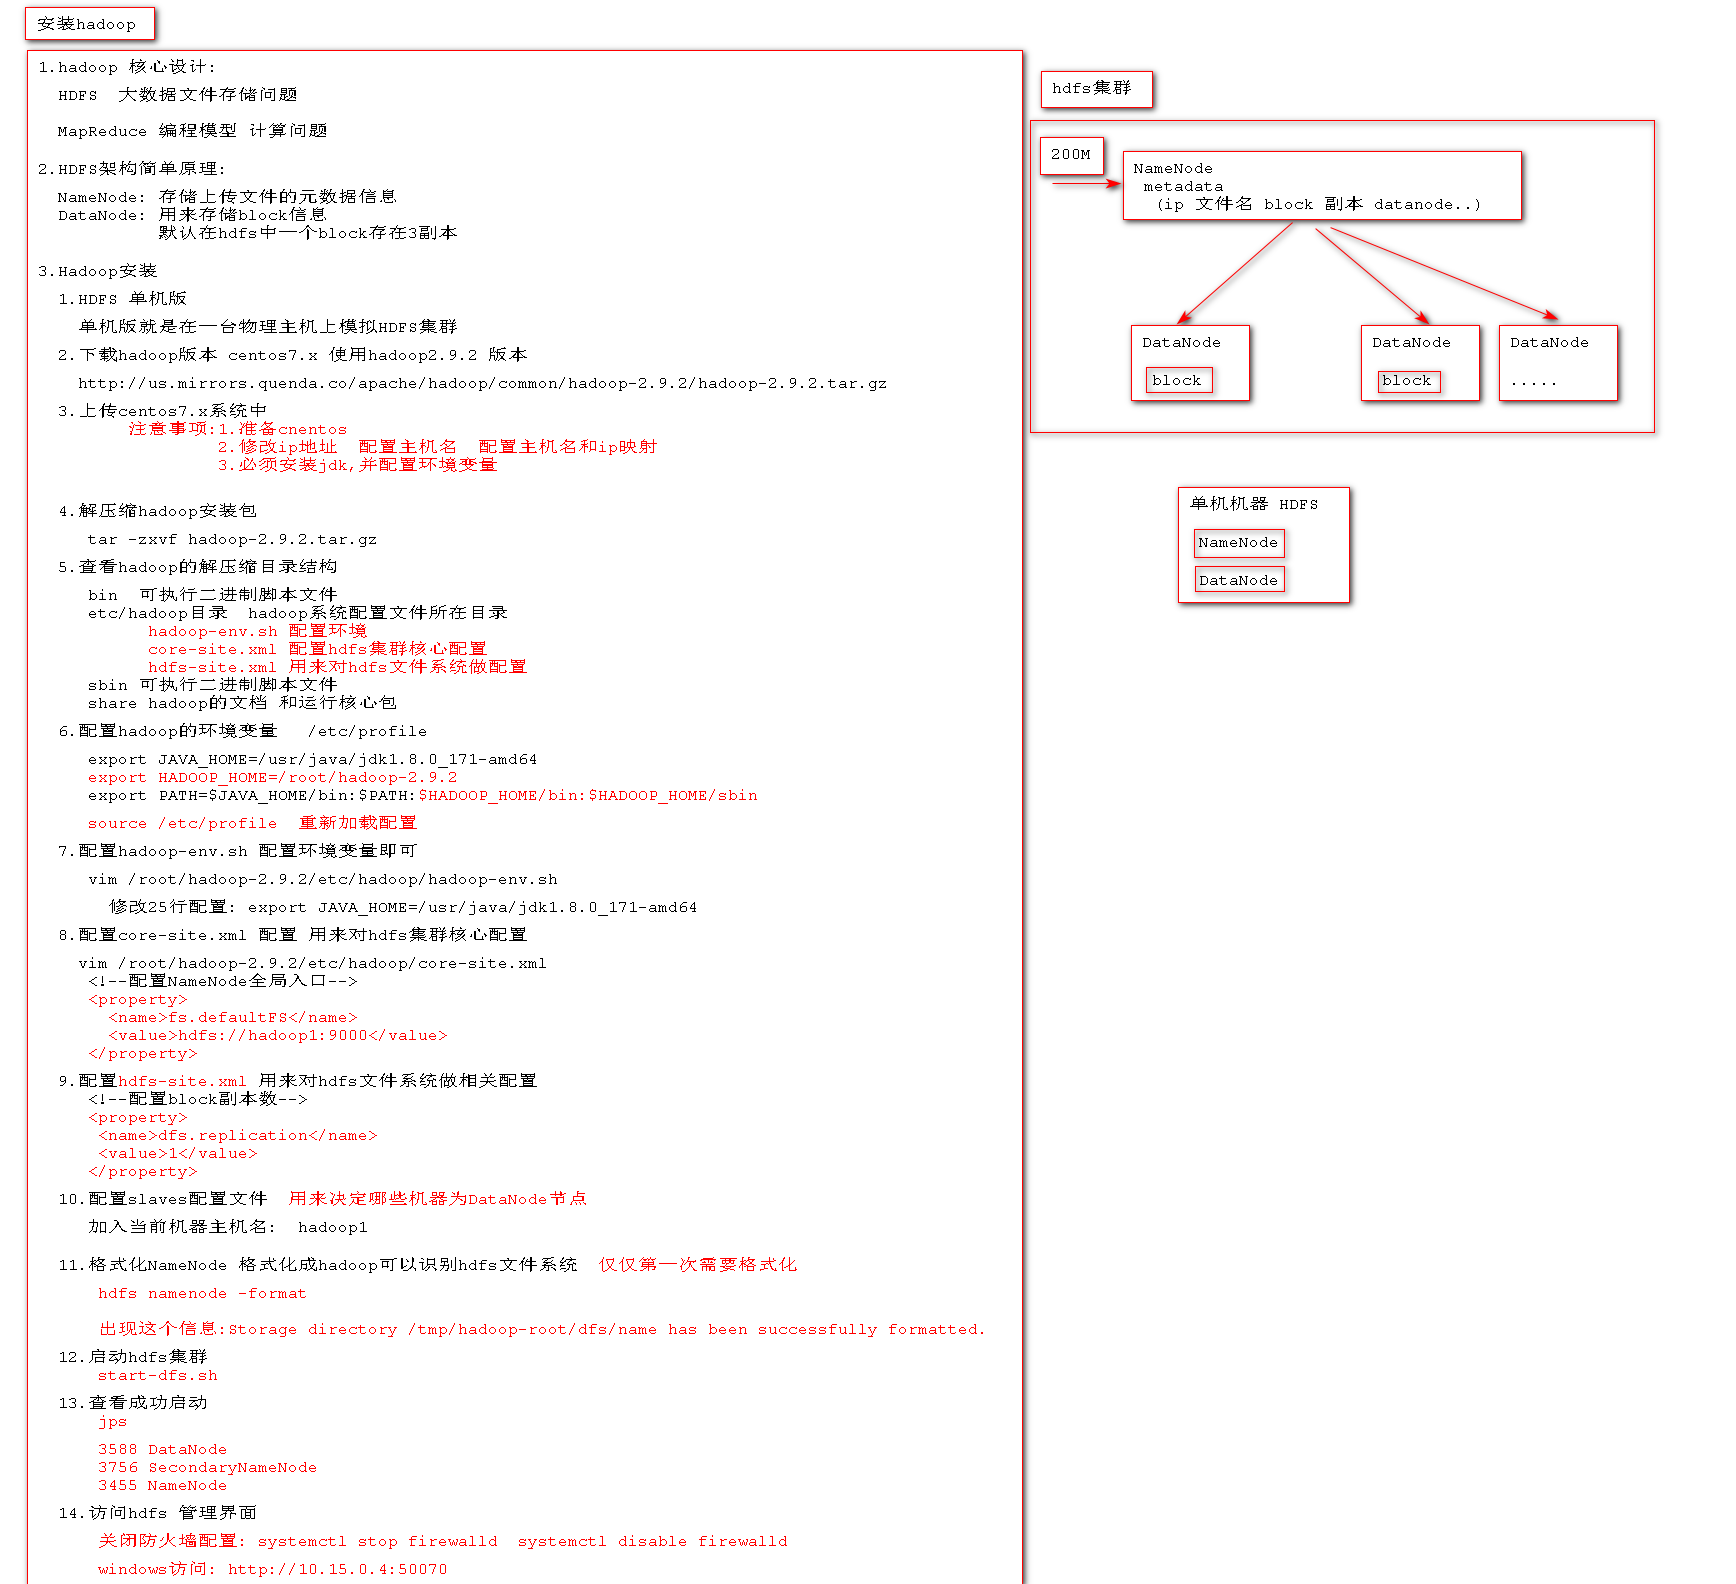 安装hadoop
1.hadoop 核心设计:
HDFS 大数据文件存储问题
MapReduce 编程模型 计算问题
2.HDFS架构简单原理:
NameNode: 存储上传文件的元数据信息
DataNode: 用来存储block信息
默认在hdfs中一个block存在3副本
3.Hadoop安装
1.HDFS 单机版
单机版就是在一台物理主机上模拟HDFS集群
2.下载hadoop版本 centos7.x 使用hadoop2.9.2 版本
http://us.mirrors.quenda.co/apache/hadoop/common/hadoop-2.9.2/hadoop-2.9.2.tar.gz
3.上传centos7.x系统中
注意事项:1.准备cnentos
2.修改ip地址 配置主机名 配置主机名和ip映射
3.必须安装jdk,并配置环境变量
4.解压缩hadoop安装包
tar -zxvf hadoop-2.9.2.tar.gz
5.查看hadoop的解压缩目录结构
bin 可执行二进制脚本文件
etc/hadoop目录 hadoop系统配置文件所在目录
hadoop-env.sh 配置环境
core-site.xml 配置hdfs集群核心配置
hdfs-site.xml 用来对hdfs文件系统做配置
sbin 可执行二进制脚本文件
share hadoop的文档 和运行核心包
6.配置hadoop的环境变量 /etc/profile
export JAVA_HOME=/usr/java/jdk1.8.0_171-amd64
export HADOOP_HOME=/root/hadoop-2.9.2
export PATH=$JAVA_HOME/bin:$PATH:$HADOOP_HOME/bin:$HADOOP_HOME/sbin
source /etc/profile 重新加载配置
7.配置hadoop-env.sh 配置环境变量即可
vim /root/hadoop-2.9.2/etc/hadoop/hadoop-env.sh
修改25行配置: export JAVA_HOME=/usr/java/jdk1.8.0_171-amd64
8.配置core-site.xml 配置 用来对hdfs集群核心配置
vim /root/hadoop-2.9.2/etc/hadoop/core-site.xml
<!--配置NameNode全局入口-->
<property>
<name>fs.defaultFS</name>
<value>hdfs://hadoop1:9000</value>
</property>
9.配置hdfs-site.xml 用来对hdfs文件系统做相关配置
<!--配置block副本数-->
<property>
<name>dfs.replication</name>
<value>1</value>
</property>
10.配置slaves配置文件 用来决定哪些机器为DataNode节点
加入当前机器主机名: hadoop1
11.格式化NameNode 格式化成hadoop可以识别hdfs文件系统 仅仅第一次需要格式化
hdfs namenode -format
出现这个信息:Storage directory /tmp/hadoop-root/dfs/name has been successfully formatted.
12.启动hdfs集群
start-dfs.sh
13.查看成功启动
jps
3588 DataNode
3756 SecondaryNameNode
3455 NameNode
14.访问hdfs 管理界面
关闭防火墙配置: systemctl stop firewalld systemctl disable firewalld
windows访问: http://10.15.0.4:50070
hdfs集群
200M
NameNode
metadata
(ip 文件名 block 副本 datanode..)
DataNode
block
DataNode
block
DataNode
.....
单机机器 HDFS
NameNode
DataNode